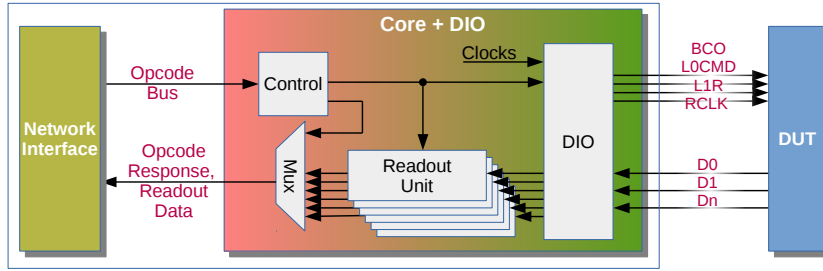 Core + DIO
Network
Interface
Opcode
Bus
Opcode
Response,
Readout
Data
Control
Mux
Clocks
Readout
Unit
DIO
BCO
L0CMD
L1R
RCLK
D0
D1
Dn
DUT